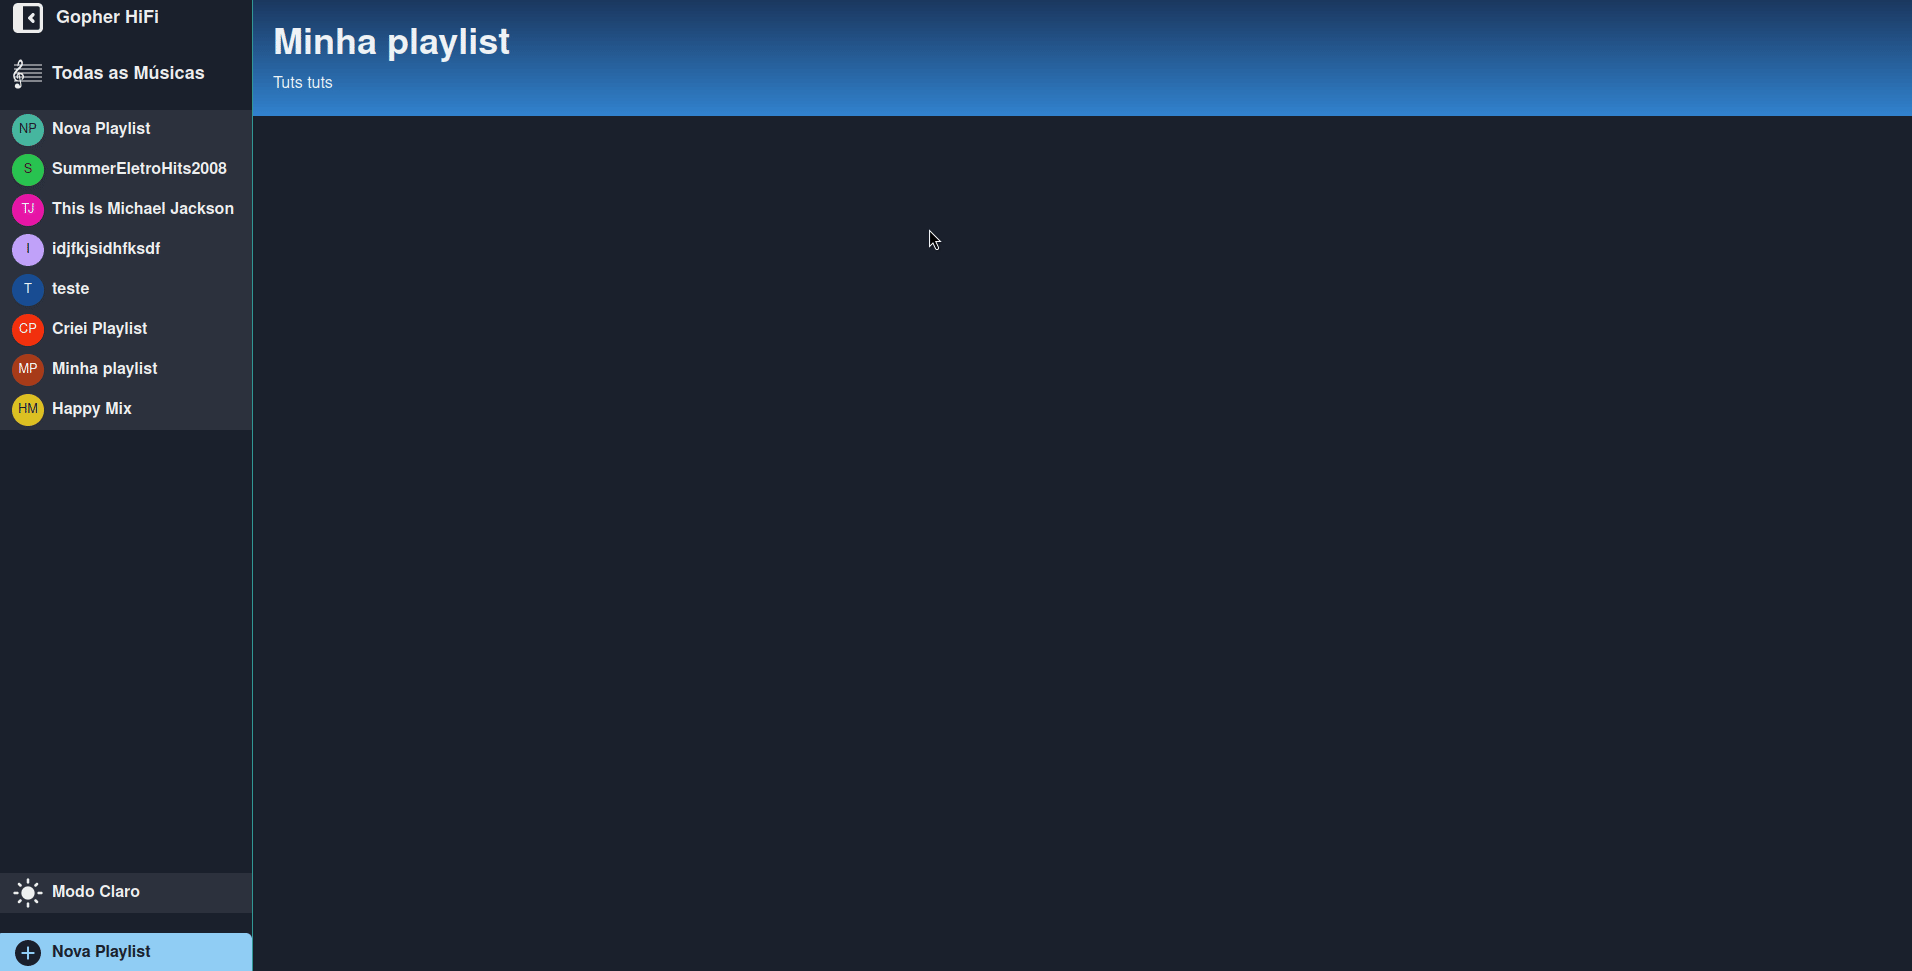 Gopher HiFi
Todas as Músicas
NP Nova Playlist
S SummerEletroHits2008
TJ This Is Michael Jackson
I idjfkjsidhfksdf
T teste
CP Criei Playlist
MP Minha playlist
HM Happy Mix
Modo Claro
Nova Playlist
Minha playlist
Tuts tuts